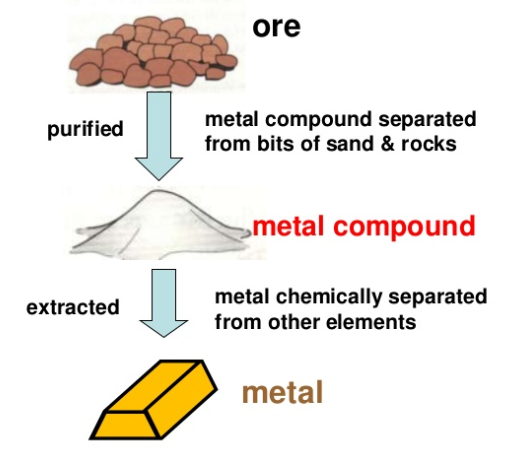 ore
purified
metal compound separated
from bits of sand & rocks
metal compound
extracted
metal chemically separated
from other elements
metal